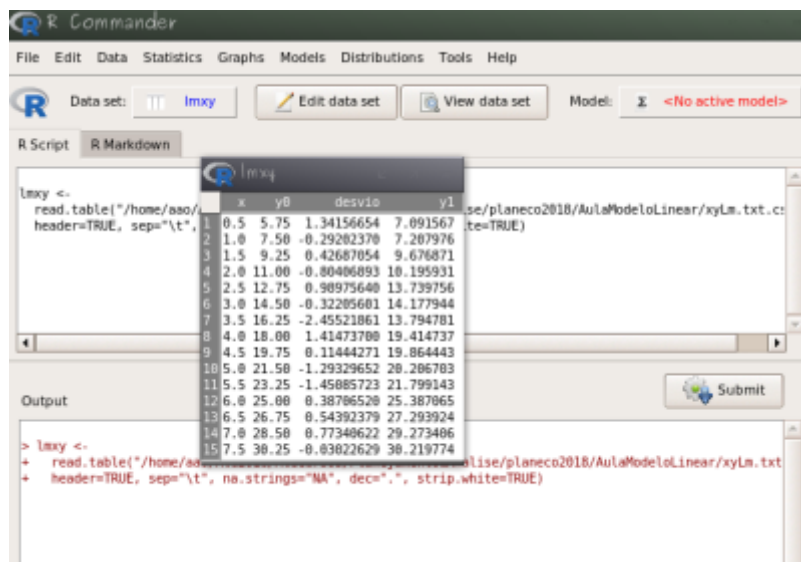 R Commander
File Edit Data Statistics Graphs Models Distributions Tools Help
R Data set: lmxy Edit data set View data set Model: Σ <No active model>
R Script R Markdown
lmxy <-
read.table("/home/aao/ se/planeco2018/AulaModeloLinear/xyLm.txt.cs
header=TRUE, sep="\t", te=TRUE)
R lmxy
x y0 desvio y1
1 0.5 5.75 1.34156654 7.091567
2 1.0 7.50 -0.29202370 7.207976
3 1.5 9.25 0.42687054 9.676871
4 2.0 11.00 -0.80406893 10.195931
5 2.5 12.75 0.98975640 13.739756
6 3.0 14.50 -0.32205601 14.177944
7 3.5 16.25 -2.45521861 13.794781
8 4.0 18.00 1.41473700 19.414737
9 4.5 19.75 0.11444271 19.864443
10 5.0 21.50 -1.29329652 20.206703
11 5.5 23.25 -1.45085723 21.799143
12 6.0 25.00 0.38706520 25.387065
13 6.5 26.75 0.54392379 27.293924
14 7.0 28.50 0.77340622 29.273406
15 7.5 30.25 -0.03022629 30.219774
Output
Submit
> lmxy <-
+ read.table("/home/aao/ alise/planeco2018/AulaModeloLinear/xyLm.txt
+ header=TRUE, sep="\t", na.strings="NA", dec=".", strip.white=TRUE)